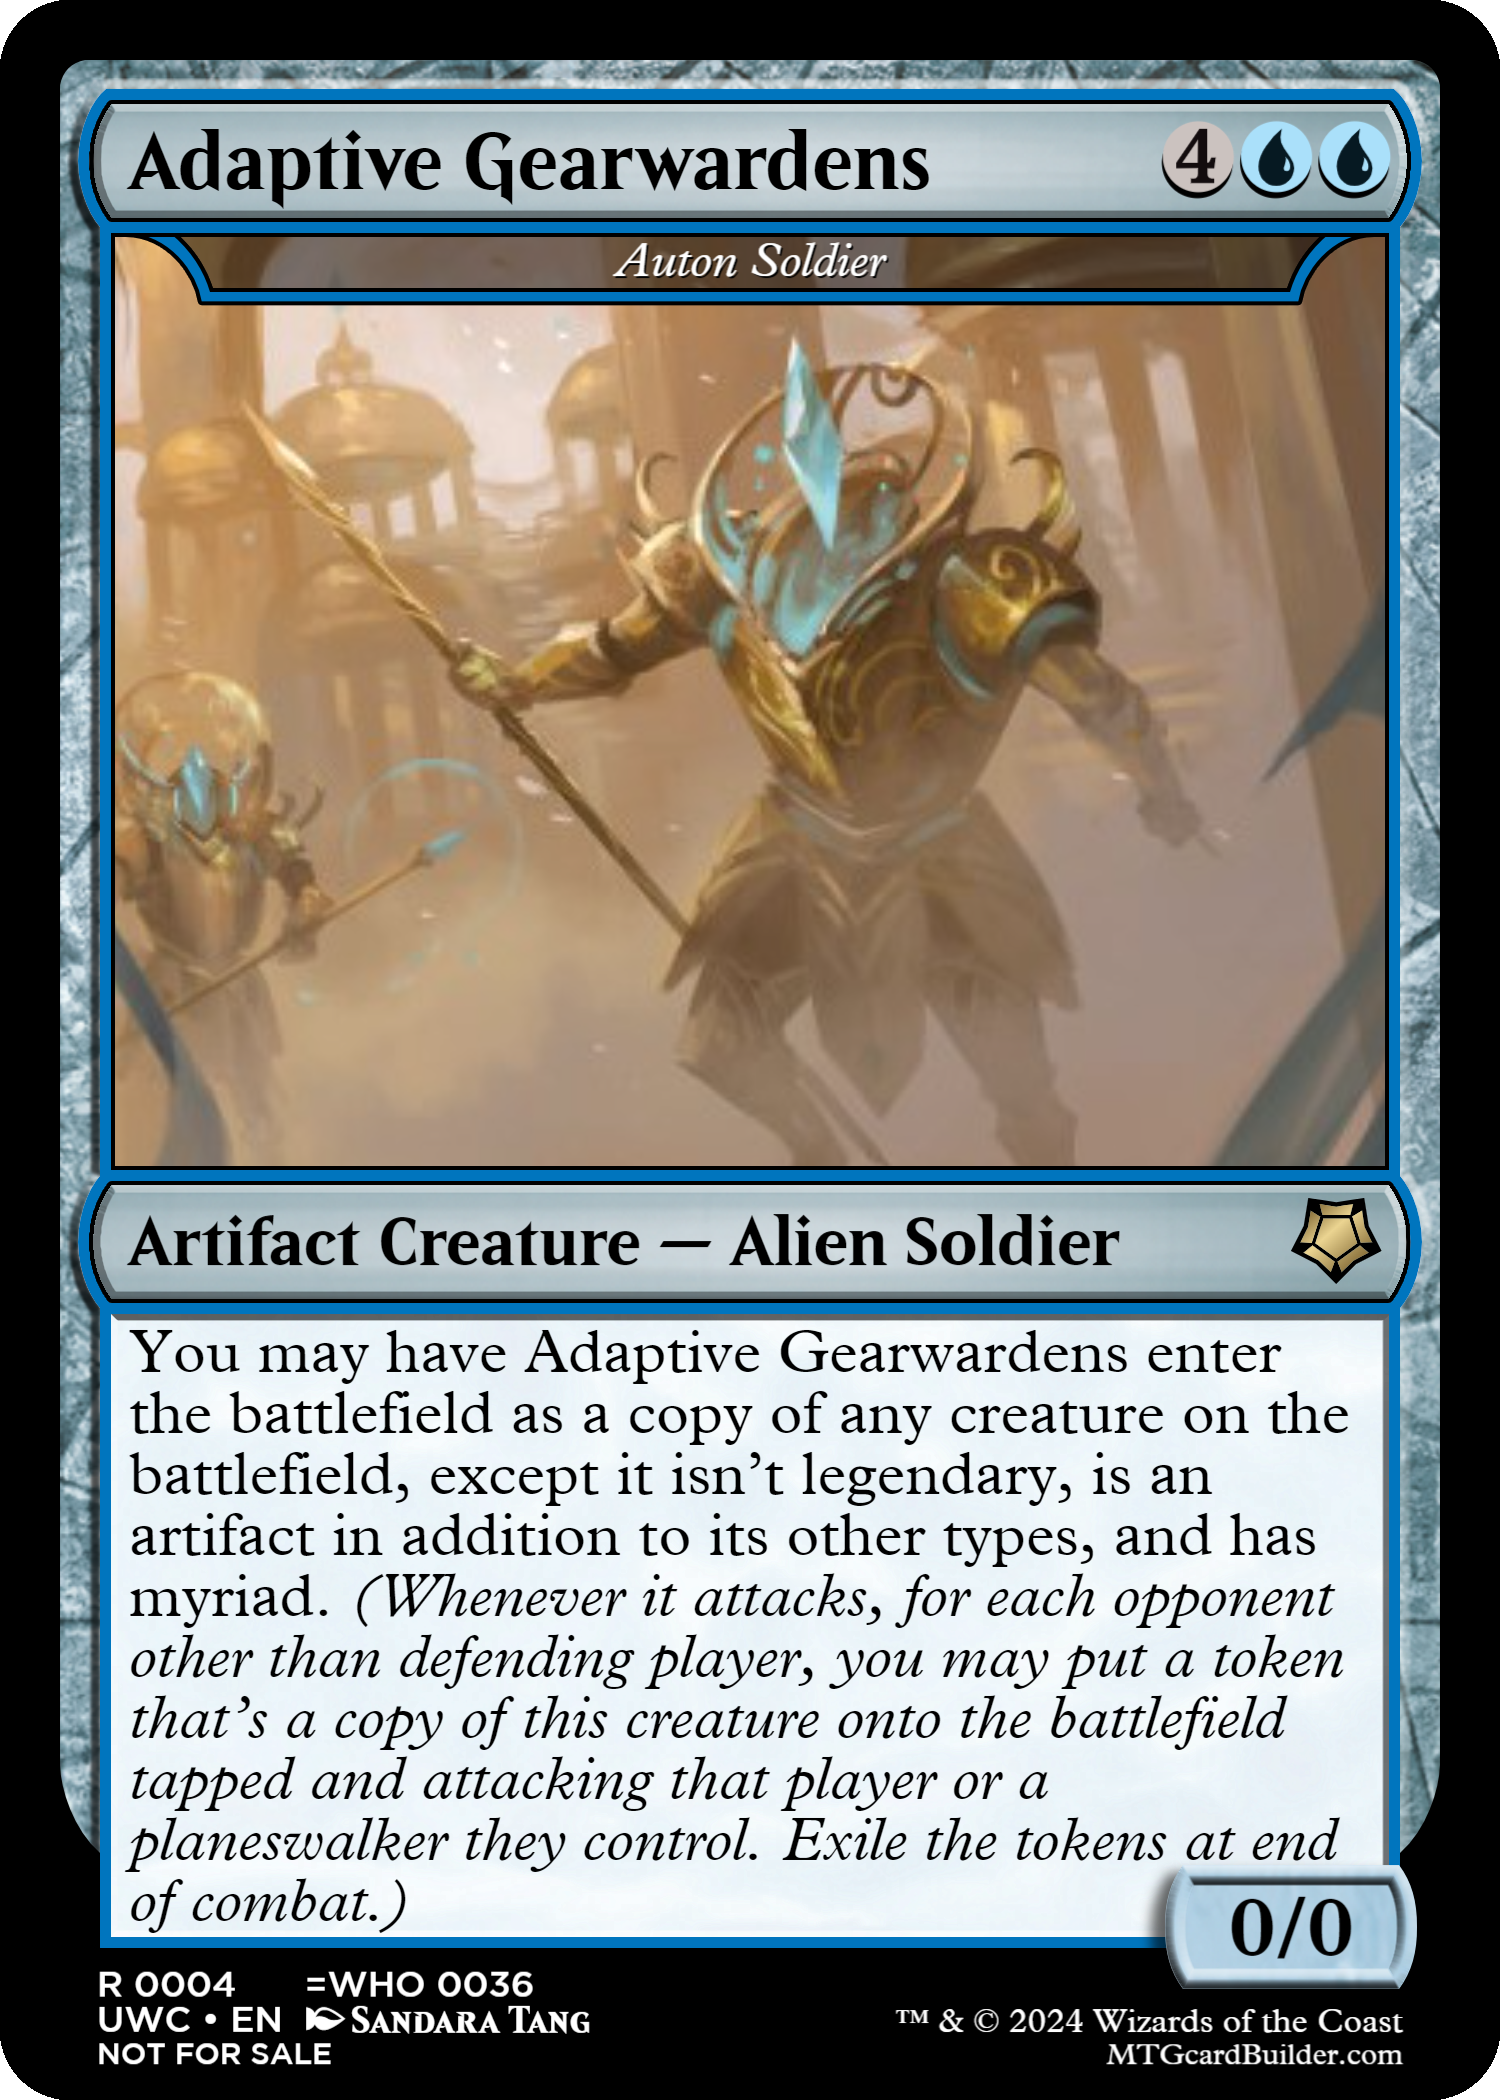 Adaptive Gearwardens 4
Auton Soldier
Artifact Creature — Alien Soldier
You may have Adaptive Gearwardens enter
the battlefield as a copy of any creature on the
battlefield, except it isn't legendary, is an
artifact in addition to its other types, and has
myriad. (Whenever it attacks, for each opponent
other than defending player, you may put a token
that's a copy of this creature onto the battlefield
tapped and attacking that player or a
planeswalker they control. Exile the tokens at end
of combat.)
0/0
R 0004 =WHO 0036
UWC • EN Sandara Tang
NOT FOR SALE
™ & © 2024 Wizards of the Coast
MTGcardBuilder.com